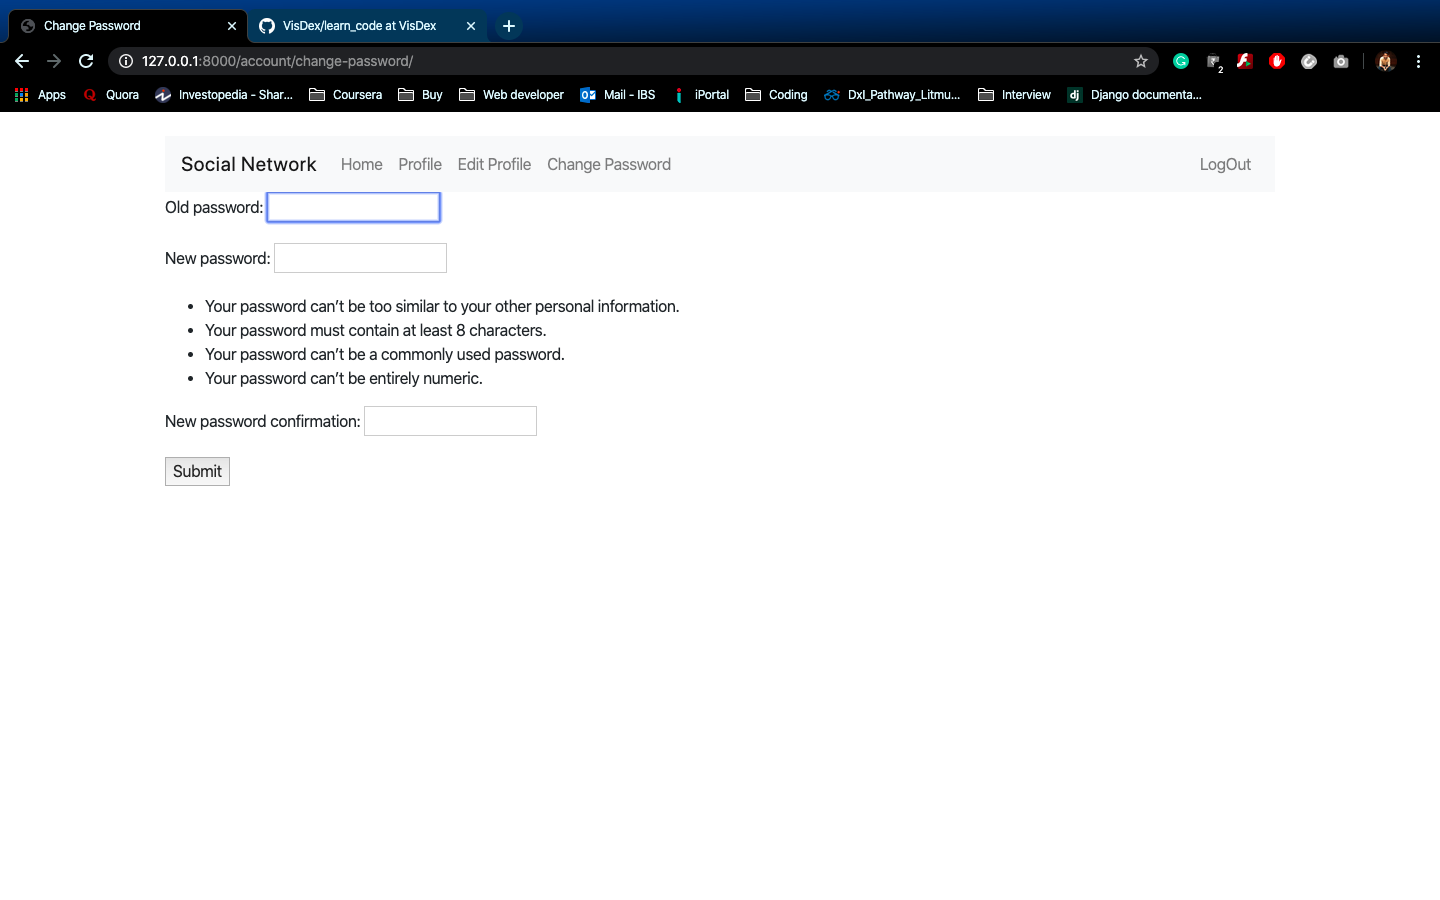 Change Password
VisDex/learn_code at VisDex
127.0.0.1:8000/account/change-password/
2
Apps
Quora
Investopedia - Shar...
Coursera
Buy
Web developer
Mail - IBS
iPortal
Coding
DxI_Pathway_Litmu...
Interview
dj
Django documenta...
Social Network
Home
Profile
Edit Profile
Change Password
LogOut
Old password:
New password:
Your password can't be too similar to your other personal information.
Your password must contain at least 8 characters.
Your password can't be a commonly used password.
Your password can't be entirely numeric.
New password confirmation:
Submit